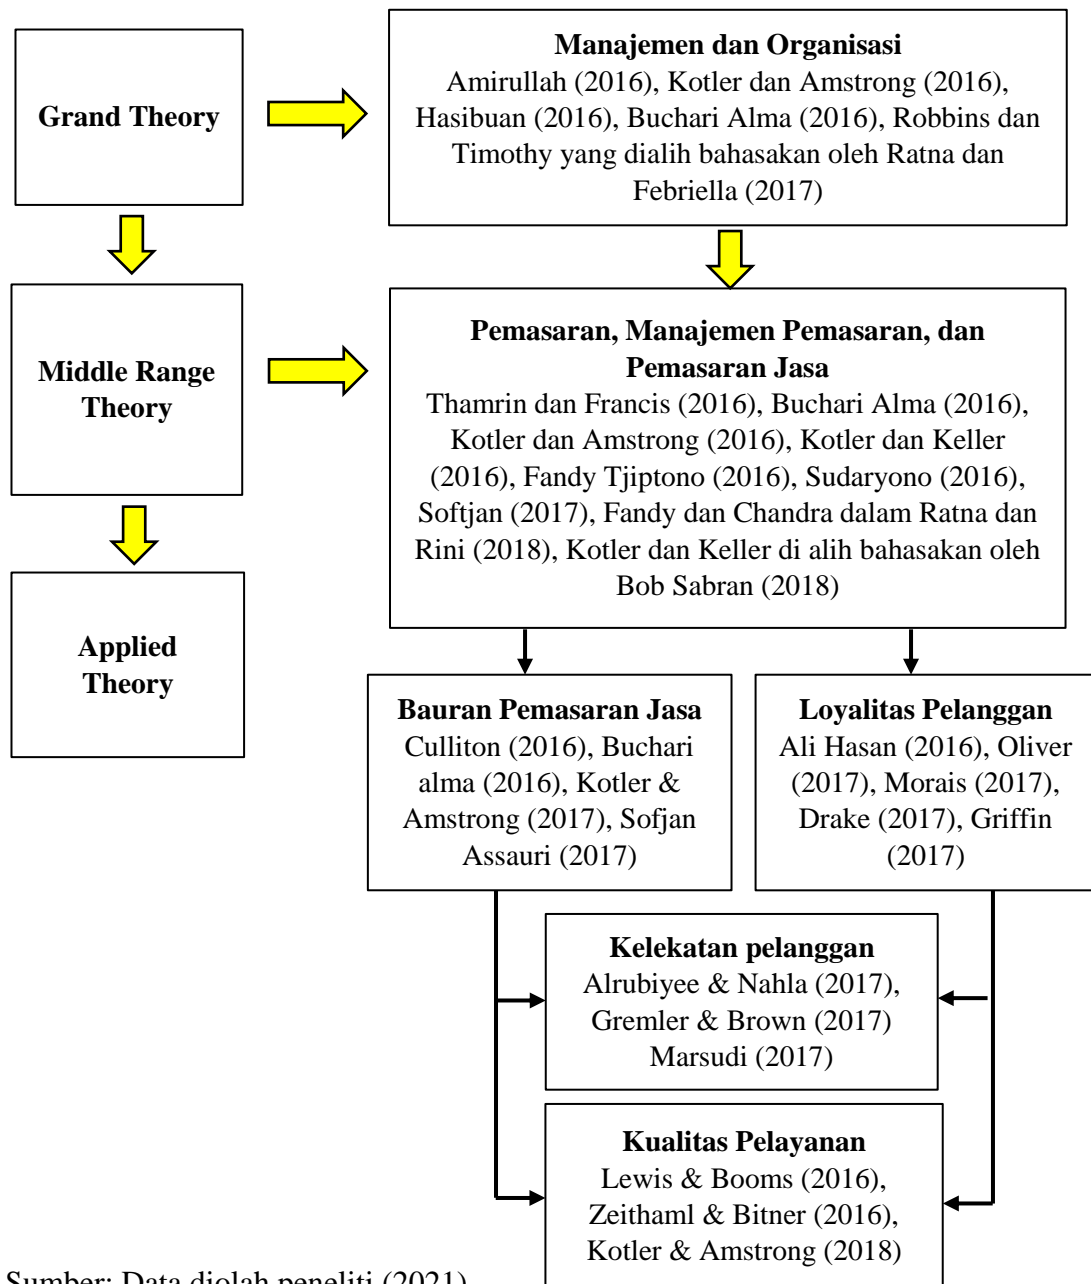 Grand Theory
Manajemen dan Organisasi
Amirullah (2016), Kotler dan Amstrong (2016),
Hasibuan (2016), Buchari Alma (2016), Robbins dan
Timothy yang dialih bahasakan oleh Ratna dan
Febriella (2017)
Middle Range
Theory
Pemasaran, Manajemen Pemasaran, dan
Pemasaran Jasa
Thamrin dan Francis (2016), Buchari Alma (2016),
Kotler dan Amstrong (2016), Kotler dan Keller
(2016), Fandy Tjiptono (2016), Sudaryono (2016),
Softjan (2017), Fandy dan Chandra dalam Ratna dan
Rini (2018), Kotler dan Keller di alih bahasakan oleh
Bob Sabran (2018)
Applied
Theory
Bauran Pemasaran Jasa
Culliton (2016), Buchari
alma (2016), Kotler &
Amstrong (2017), Sofjan
Assauri (2017)
Loyalitas Pelanggan
Ali Hasan (2016), Oliver
(2017), Morais (2017),
Drake (2017), Griffin
(2017)
Kelekatan pelanggan
Alrubiyee & Nahla (2017),
Gremler & Brown (2017)
Marsudi (2017)
Kualitas Pelayanan
Lewis & Booms (2016),
Zeithaml & Bitner (2016),
Kotler & Amstrong (2018)
Sumber: Data diolah peneliti (2021)